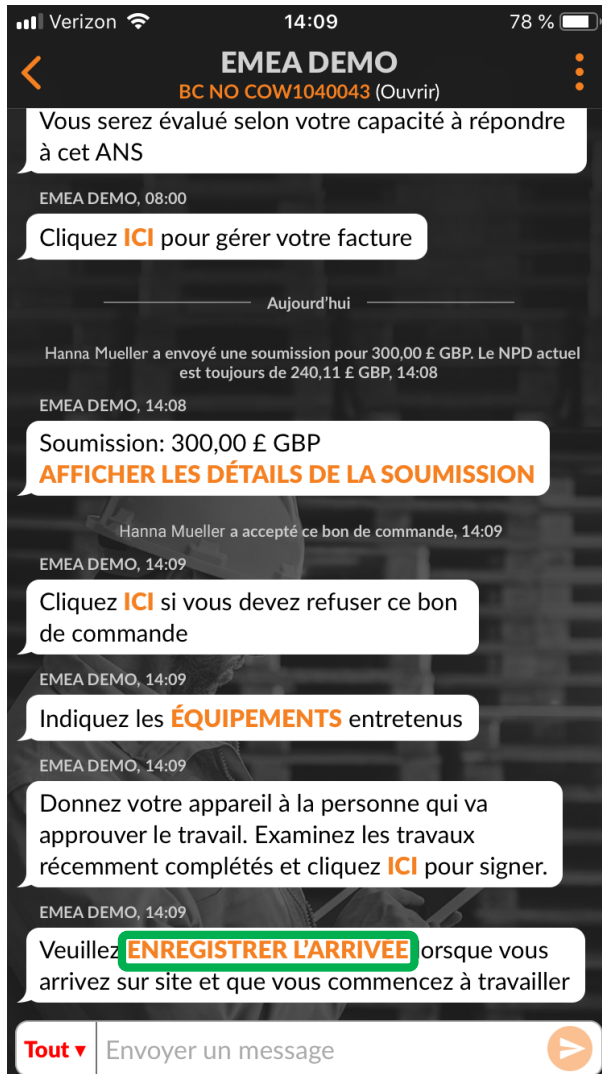 Verizon 14:09 78 %
EMEA DEMO
BC NO COW1040043 (Ouvrir)
Vous serez évalué selon votre capacité à répondre
à cet ANS
EMEA DEMO, 08:00
Cliquez ICI pour gérer votre facture
Aujourd'hui
Hanna Mueller a envoyé une soumission pour 300,00 £ GBP. Le NPD actuel
est toujours de 240,11 £ GBP, 14:08
EMEA DEMO, 14:08
Soumission: 300,00 £ GBP
AFFICHER LES DÉTAILS DE LA SOUMISSION
Hanna Mueller a accepté ce bon de commande, 14:09
EMEA DEMO, 14:09
Cliquez ICI si vous devez refuser ce bon
de commande
EMEA DEMO, 14:09
Indiquez les ÉQUIPEMENTS entretenus
EMEA DEMO, 14:09
Donnez votre appareil à la personne qui va
approuver le travail. Examinez les travaux
récemment complétés et cliquez ICI pour signer.
EMEA DEMO, 14:09
Veuillez ENREGISTRER L'ARRIVÉE lorsque vous
arrivez sur site et que vous commencez à travailler
Tout ▾ Envoyer un message